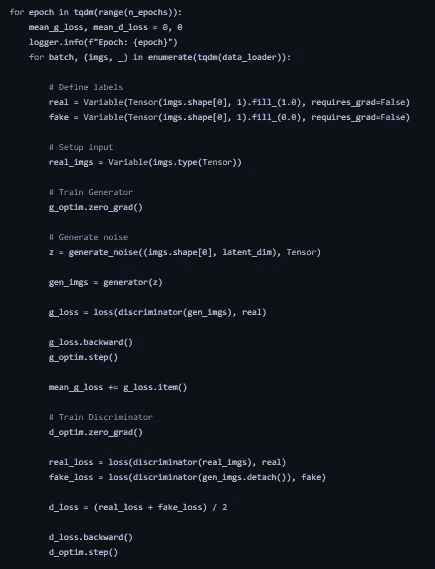 for epoch in tqdm(range(n_epochs)):
    mean_g_loss, mean_d_loss = 0, 0
    logger.info(f"Epoch: {epoch}")
    for batch, (imgs, _) in enumerate(tqdm(data_loader)):
        # Define labels
        real = Variable(Tensor(imgs.shape[0], 1).fill_(1.0), requires_grad=False)
        fake = Variable(Tensor(imgs.shape[0], 1).fill_(0.0), requires_grad=False)
        # Setup input
        real_imgs = Variable(imgs.type(Tensor))
        # Train Generator
        g_optim.zero_grad()
        # Generate noise
        z = generate_noise((imgs.shape[0], latent_dim), Tensor)
        gen_imgs = generator(z)
        g_loss = loss(discriminator(gen_imgs), real)
        g_loss.backward()
        g_optim.step()
        mean_g_loss += g_loss.item()
        # Train Discriminator
        d_optim.zero_grad()
        real_loss = loss(discriminator(real_imgs), real)
        fake_loss = loss(discriminator(gen_imgs.detach()), fake)
        d_loss = (real_loss + fake_loss) / 2
        d_loss.backward()
        d_optim.step()